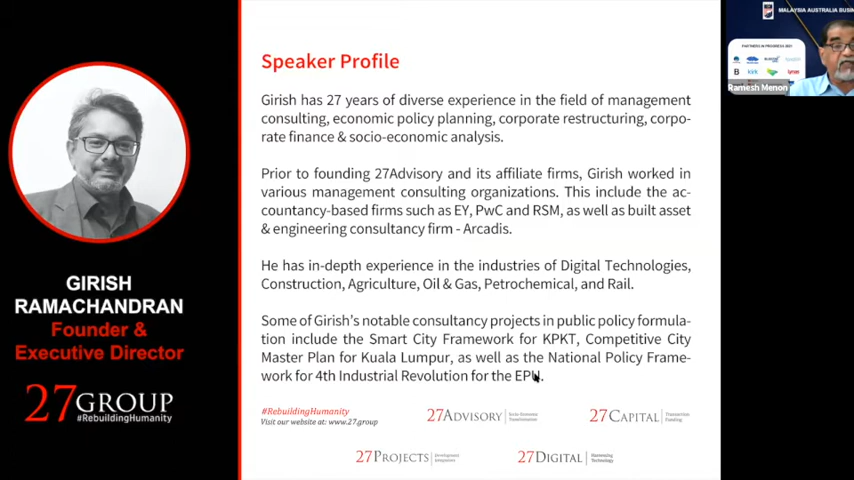 Speaker Profile
Girish has 27 years of diverse experience in the field of management
consulting, economic policy planning, corporate restructuring, corpo-
rate finance & socio-economic analysis.
Prior to founding 27Advisory and its affiliate firms, Girish worked in
various management consulting organizations. This include the ac-
countancy-based firms such as EY, PwC and RSM, as well as built asset
& engineering consultancy firm - Arcadis.
He has in-depth experience in the industries of Digital Technologies,
Construction, Agriculture, Oil & Gas, Petrochemical, and Rail.
Some of Girish's notable consultancy projects in public policy formula-
tion include the Smart City Framework for KPKT, Competitive City
Master Plan for Kuala Lumpur, as well as the National Policy Frame-
work for 4th Industrial Revolution for the EPU.
#RebuildingHumanity
Visit our website at: www.27.group
27ADVISORY
27CAPITAL
27PROJECTS
27DIGITAL
GIRISH
RAMACHANDRAN
Founder &
Executive Director
27GROUP
#RebuildingHumanity
MALAYSIA AUSTRALIA BUSI
PARTNERS IN PROGRESS 2021
Ramesh Menon